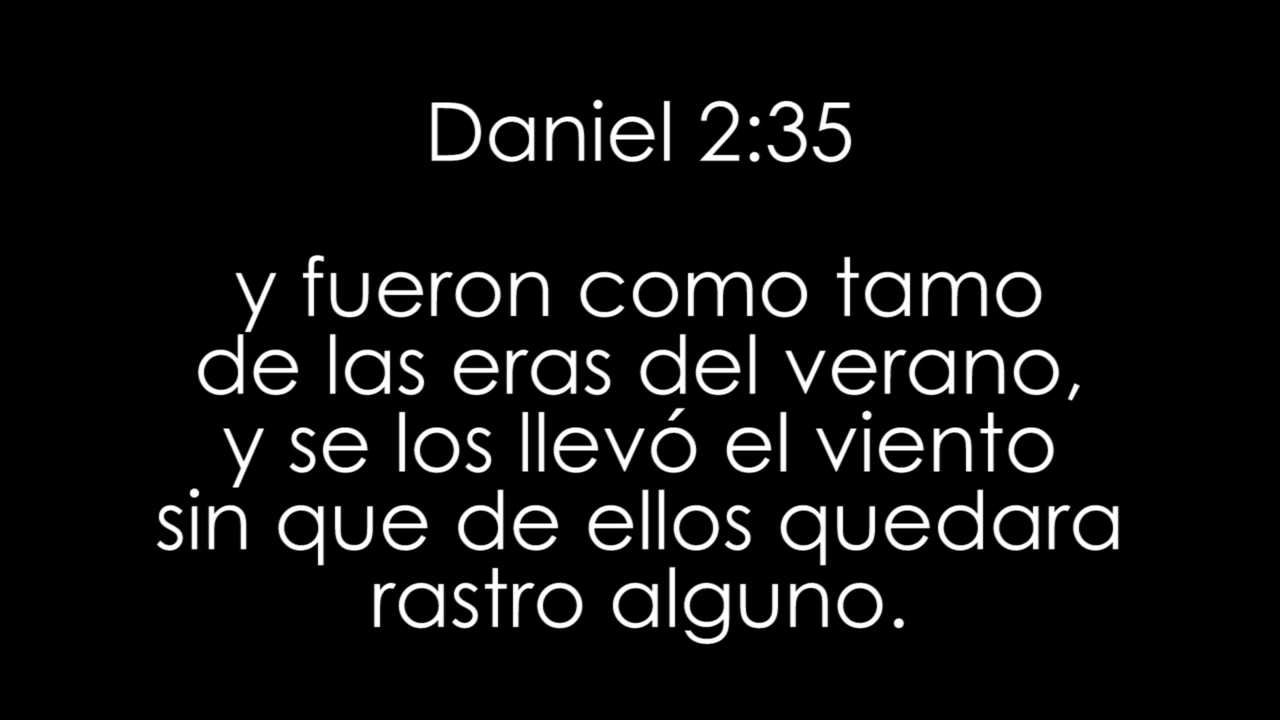 Daniel 2:35
y fueron como tamo
de las eras del verano,
y se los llevó el viento
sin que de ellos quedara
rastro alguno.